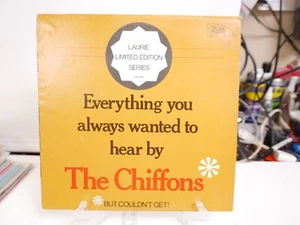 LAURIE
LIMITED EDITION
SERIES
Everything you
always wanted to
hear by
The Chiffons*
*BUT COULDN'T GET!